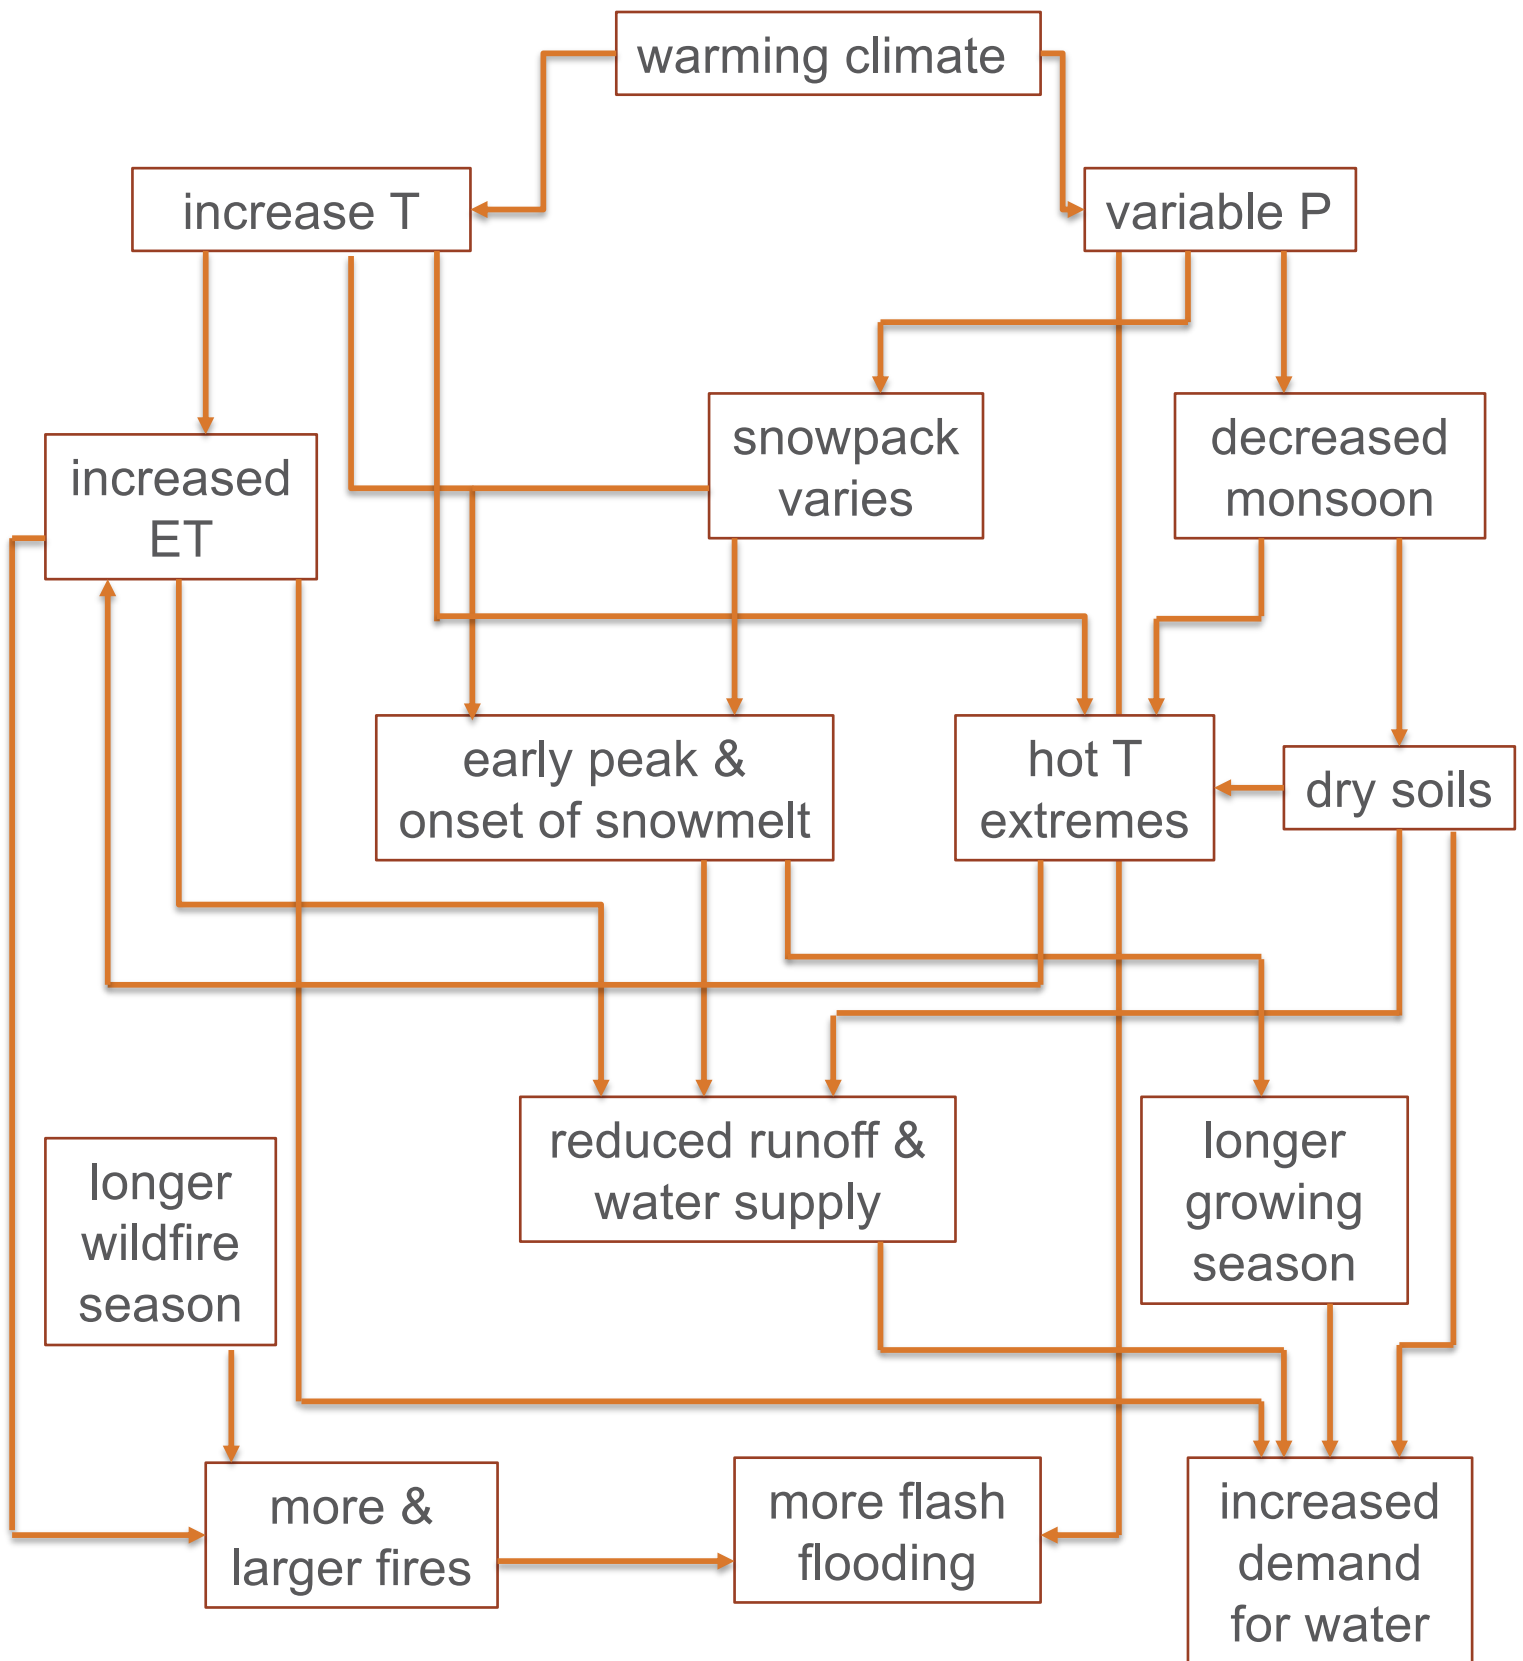 warming climate
increase T
variable P
snowpack
varies
decreased
monsoon
increased
ET
early peak &
onset of snowmelt
hot T
extremes
dry soils
reduced runoff &
water supply
longer
growing
season
longer
wildfire
season
more &
larger fires
more flash
flooding
increased
demand
for water